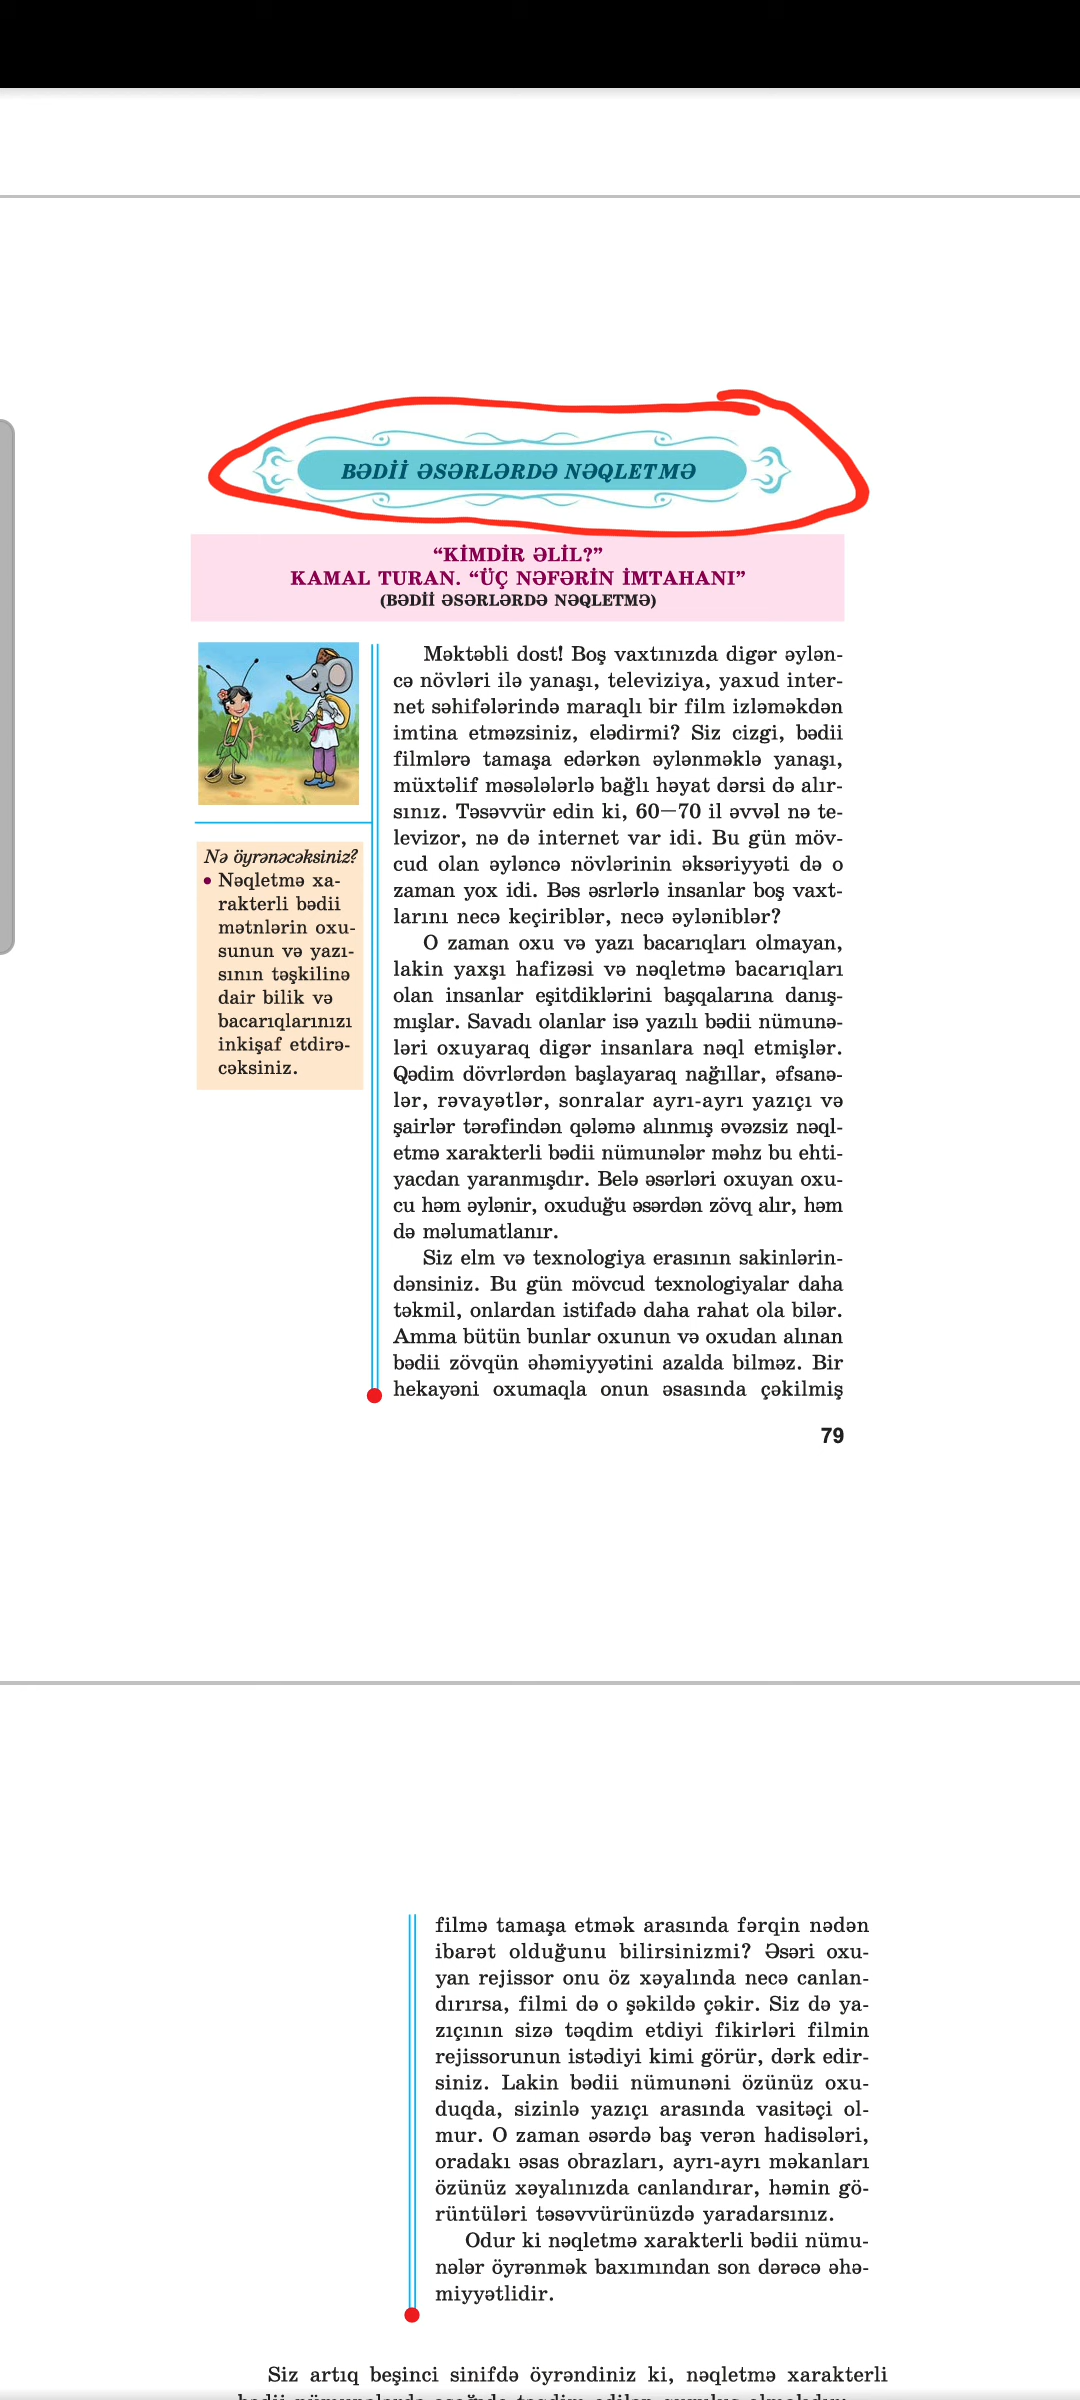 BƏDİİ ƏSƏRLƏRDƏ NƏQLETMƏ
“KİMDİR ƏLİL?”
KAMAL TURAN. “ÜÇ NƏFƏRİN İMTAHANI”
(BƏDİİ ƏSƏRLƏRDƏ NƏQLETMƏ)
Nə öyrənəcəksiniz?
• Nəqletmə xa-
rakterli bədii
mətnlərin oxu-
sunun və yazı-
sının təşkilinə
dair bilik və
bacarıqlarınızı
inkişaf etdirə-
cəksiniz.
Məktəbli dost! Boş vaxtınızda digər əylən-
cə növləri ilə yanaşı, televiziya, yaxud inter-
net səhifələrində maraqlı bir film izləməkdən
imtina etməzsiniz, elədirmi? Siz cizgi, bədii
filmlərə tamaşa edərkən əylənməklə yanaşı,
müxtəlif məsələlərlə bağlı həyat dərsi də alır-
sınız. Təsəvvür edin ki, 60—70 il əvvəl nə te-
levizor, nə də internet var idi. Bu gün möv-
cud olan əyləncə növlərinin əksəriyyəti də o
zaman yox idi. Bəs əsrlərlə insanlar boş vaxt-
larını necə keçiriblər, necə əyləniblər?
O zaman oxu və yazı bacarıqları olmayan,
lakin yaxşı hafizəsi və nəqletmə bacarıqları
olan insanlar eşitdiklərini başqalarına danış-
mışlar. Savadı olanlar isə yazılı bədii nümunə-
ləri oxuyaraq digər insanlara nəql etmişlər.
Qədim dövrlərdən başlayaraq nağıllar, əfsanə-
lər, rəvayətlər, sonralar ayrı-ayrı yazıçı və
şairlər tərəfindən qələmə alınmış əvəzsiz nəql-
etmə xarakterli bədii nümunələr məhz bu ehti-
yacdan yaranmışdır. Belə əsərləri oxuyan oxu-
cu həm əylənir, oxuduğu əsərdən zövq alır, həm
də məlumatlanır.
Siz elm və texnologiya erasının sakinlərin-
dənsiniz. Bu gün mövcud texnologiyalar daha
təkmil, onlardan istifadə daha rahat ola bilər.
Amma bütün bunlar oxunun və oxudan alınan
bədii zövqün əhəmiyyətini azalda bilməz. Bir
hekayəni oxumaqla onun əsasında çəkilmiş
79
filmə tamaşa etmək arasında fərqin nədən
ibarət olduğunu bilirsinizmi? Əsəri oxu-
yan rejissor onu öz xəyalında necə canlan-
dırırsa, filmi də o şəkildə çəkir. Siz də ya-
zıçının sizə təqdim etdiyi fikirləri filmin
rejissorunun istədiyi kimi görür, dərk edir-
siniz. Lakin bədii nümunəni özünüz oxu-
duqda, sizinlə yazıçı arasında vasitəçi ol-
mur. O zaman əsərdə baş verən hadisələri,
oradakı əsas obrazları, ayrı-ayrı məkanları
özünüz xəyalınızda canlandırar, həmin gö-
rüntüləri təsəvvürünüzdə yaradarsınız.
Odur ki nəqletmə xarakterli bədii nümu-
nələr öyrənmək baxımından son dərəcə əhə-
miyyətlidir.
Siz artıq beşinci sinifdə öyrəndiniz ki, nəqletmə xarakterli